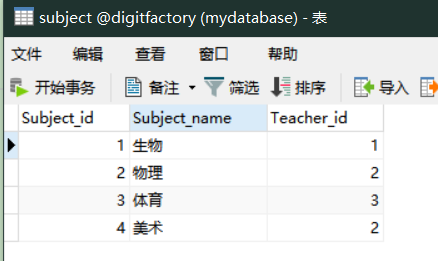 subject @digitfactory (mydatabase) - 表
文件 编辑 查看 窗口 帮助
开始事务 备注 筛选 排序 导入
Subject_id Subject_name Teacher_id
1 生物 1
2 物理 2
3 体育 3
4 美术 2